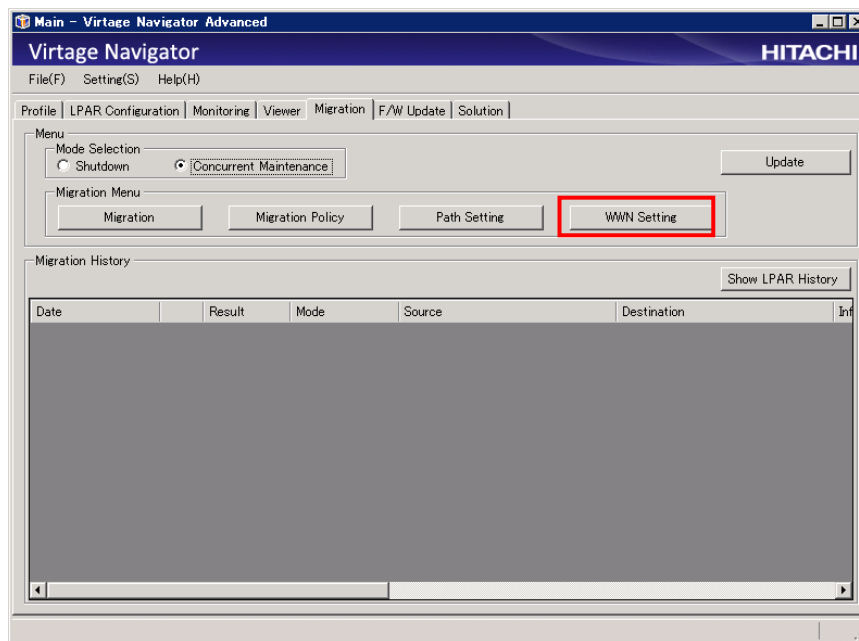 Main - Virtage Navigator Advanced
Virtage Navigator HITACHI
File(F) Setting(S) Help(H)
Profile LPAR Configuration Monitoring Viewer Migration F/W Update Solution
Menu
Mode Selection
Shutdown Concurrent Maintenance Update
Migration Menu
Migration Migration Policy Path Setting WWN Setting
Migration History
Show LPAR History
Date Result Mode Source Destination Inf